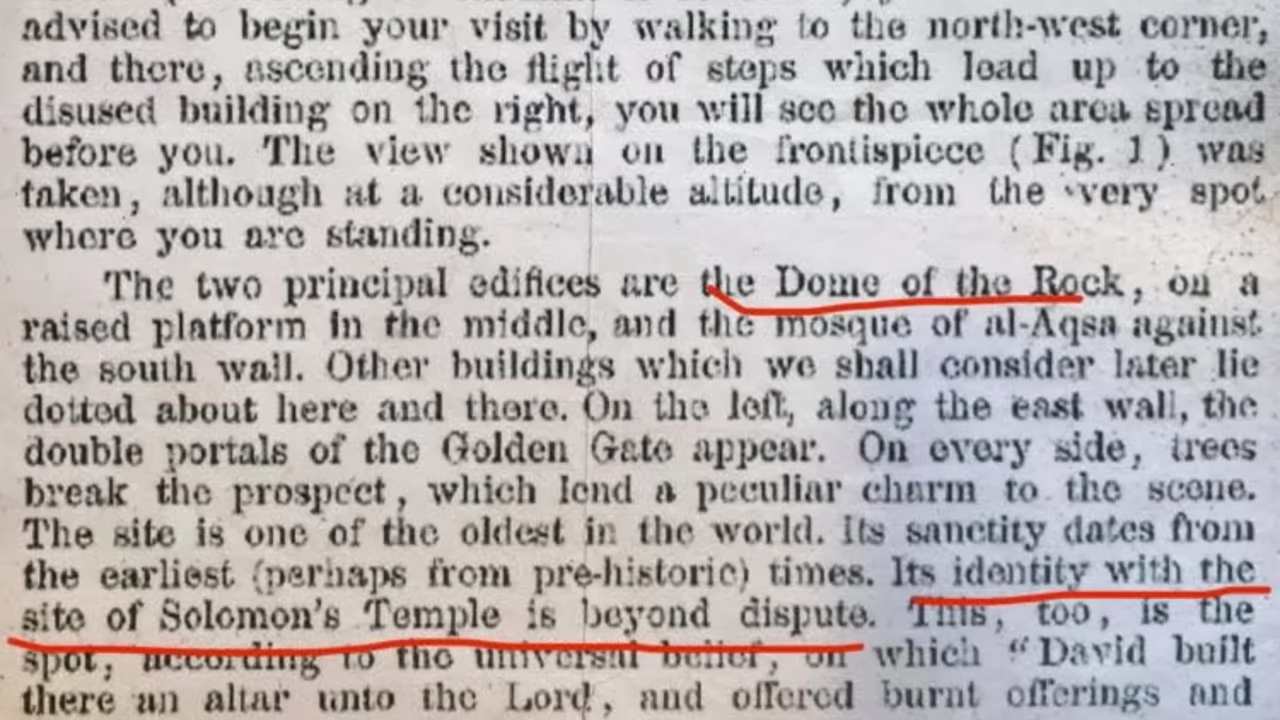 advised to begin your visit by walking to the north-west corner,
and there, ascending the flight of steps which lead up to the
disused building on the right, you will see the whole area spread
before you. The view shown on the frontispiece (Fig. 1) was
taken, although at a considerable altitude, from the very spot
where you are standing.
The two principal edifices are the Dome of the Rock, on a
raised platform in the middle, and the mosque of al-Aqsa against
the south wall. Other buildings which we shall consider later lie
dotted about here and there. On the left, along the east wall, the
double portals of the Golden Gate appear. On every side, trees
break the prospect, which lend a peculiar charm to the scene.
The site is one of the oldest in the world. Its sanctity dates from
the earliest (perhaps from pre-historic) times. Its identity with the
site of Solomon's Temple is beyond dispute. This, too, is the
spot, according to the universal belief, on which “David built
there an altar unto the Lord, and offered burnt offerings and